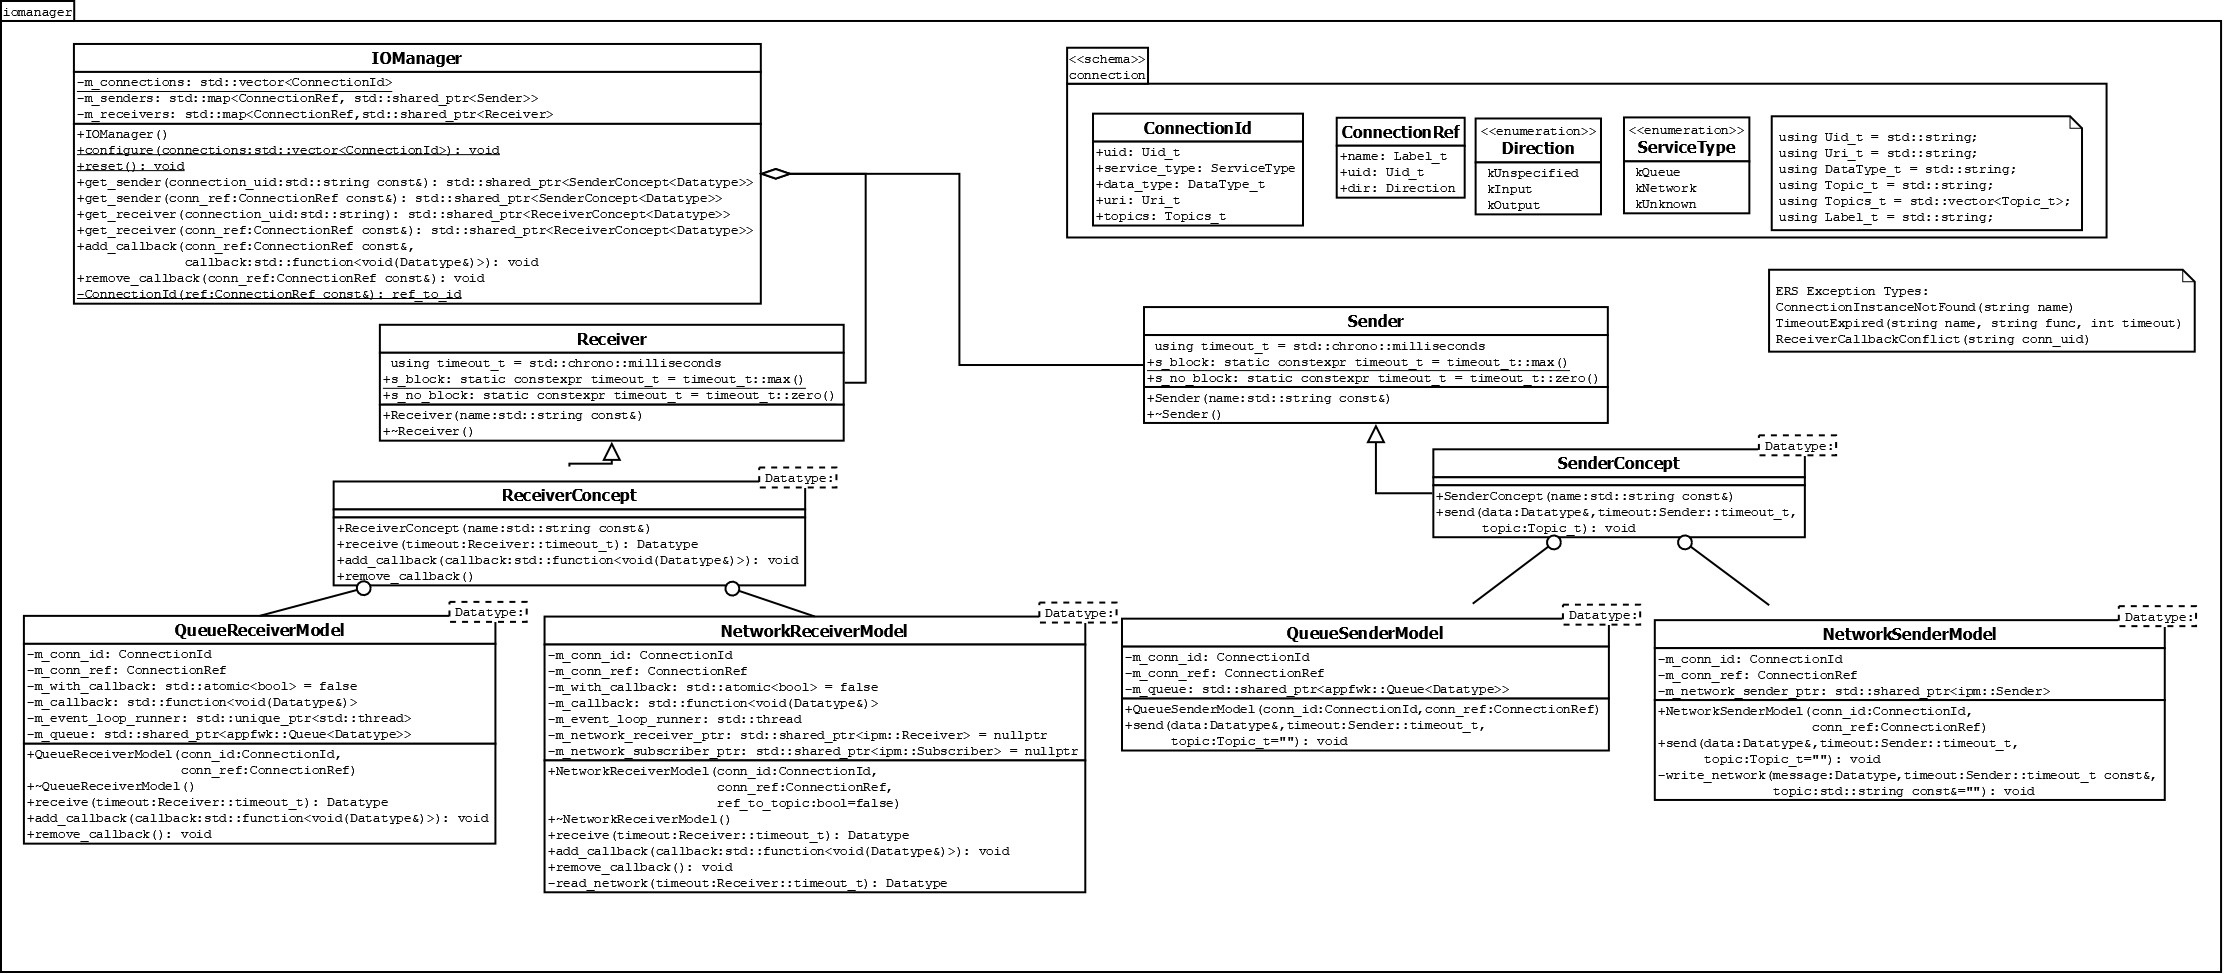 iomanager
IOManager
-m_connections: std::vector<ConnectionId>
-m_senders: std::map<ConnectionRef, std::shared_ptr<Sender>>
-m_receivers: std::map<ConnectionRef,std::shared_ptr<Receiver>
+IOManager()
+configure(connections:std::vector<ConnectionId>): void
+reset(): void
+get_sender(connection_uid:std::string const&): std::shared_ptr<SenderConcept<Datatype>>
+get_sender(conn_ref:ConnectionRef const&): std::shared_ptr<SenderConcept<Datatype>>
+get_receiver(connection_uid:std::string): std::shared_ptr<ReceiverConcept<Datatype>>
+get_receiver(conn_ref:ConnectionRef const&): std::shared_ptr<ReceiverConcept<Datatype>>
+add_callback(conn_ref:ConnectionRef const&,
callback:std::function<void(Datatype&)>): void
+remove_callback(conn_ref:ConnectionRef const&): void
-ConnectionId(ref:ConnectionRef const&): ref_to_id
<<schema>>
connection
ConnectionId
+uid: Uid_t
+service_type: ServiceType
+data_type: DataType_t
+uri: Uri_t
+topics: Topics_t
ConnectionRef
+name: Label_t
+uid: Uid_t
+dir: Direction
<<enumeration>>
Direction
kUnspecified
kInput
kOutput
<<enumeration>>
ServiceType
kQueue
kNetwork
kUnknown
using Uid_t = std::string;
using Uri_t = std::string;
using DataType_t = std::string;
using Topic_t = std::string;
using Topics_t = std::vector<Topic_t>;
using Label_t = std::string;
ERS Exception Types:
ConnectionInstanceNotFound(string name)
TimeoutExpired(string name, string func, int timeout)
ReceiverCallbackConflict(string conn_uid)
Receiver
using timeout_t = std::chrono::milliseconds
+s_block: static constexpr timeout_t = timeout_t::max()
+s_no_block: static constexpr timeout_t = timeout_t::zero()
+Receiver(name:std::string const&)
+~Receiver()
Sender
using timeout_t = std::chrono::milliseconds
+s_block: static constexpr timeout_t = timeout_t::max()
+s_no_block: static constexpr timeout_t = timeout_t::zero()
+Sender(name:std::string const&)
+~Sender()
Datatype:
ReceiverConcept
+ReceiverConcept(name:std::string const&)
+receive(timeout:Receiver::timeout_t): Datatype
+add_callback(callback:std::function<void(Datatype&)>): void
+remove_callback()
Datatype:
SenderConcept
+SenderConcept(name:std::string const&)
+send(data:Datatype&,timeout:Sender::timeout_t,
topic:Topic_t): void
Datatype:
QueueReceiverModel
-m_conn_id: ConnectionId
-m_conn_ref: ConnectionRef
-m_with_callback: std::atomic<bool> = false
-m_callback: std::function<void(Datatype&)>
-m_event_loop_runner: std::unique_ptr<std::thread>
-m_queue: std::shared_ptr<appfwk::Queue<Datatype>>
+QueueReceiverModel(conn_id:ConnectionId,
conn_ref:ConnectionRef)
+~QueueReceiverModel()
+receive(timeout:Receiver::timeout_t): Datatype
+add_callback(callback:std::function<void(Datatype&)>): void
+remove_callback(): void
Datatype:
NetworkReceiverModel
-m_conn_id: ConnectionId
-m_conn_ref: ConnectionRef
-m_with_callback: std::atomic<bool> = false
-m_callback: std::function<void(Datatype&)>
-m_event_loop_runner: std::thread
-m_network_receiver_ptr: std::shared_ptr<ipm::Receiver> = nullptr
-m_network_subscriber_ptr: std::shared_ptr<ipm::Subscriber> = nullptr
+NetworkReceiverModel(conn_id:ConnectionId,
conn_ref:ConnectionRef,
ref_to_topic:bool=false)
+~NetworkReceiverModel()
+receive(timeout:Receiver::timeout_t): Datatype
+add_callback(callback:std::function<void(Datatype&)>): void
+remove_callback(): void
-read_network(timeout:Receiver::timeout_t): Datatype
Datatype:
QueueSenderModel
-m_conn_id: ConnectionId
-m_conn_ref: ConnectionRef
-m_queue: std::shared_ptr<appfwk::Queue<Datatype>>
+QueueSenderModel(conn_id:ConnectionId,conn_ref:ConnectionRef)
+send(data:Datatype&,timeout:Sender::timeout_t,
topic:Topic_t=""): void
Datatype:
NetworkSenderModel
-m_conn_id: ConnectionId
-m_conn_ref: ConnectionRef
-m_network_sender_ptr: std::shared_ptr<ipm::Sender>
+NetworkSenderModel(conn_id:ConnectionId,
conn_ref:ConnectionRef)
+send(data:Datatype&,timeout:Sender::timeout_t,
topic:Topic_t=""): void
-write_network(message:Datatype,timeout:Sender::timeout_t const&,
topic:std::string const&=""): void